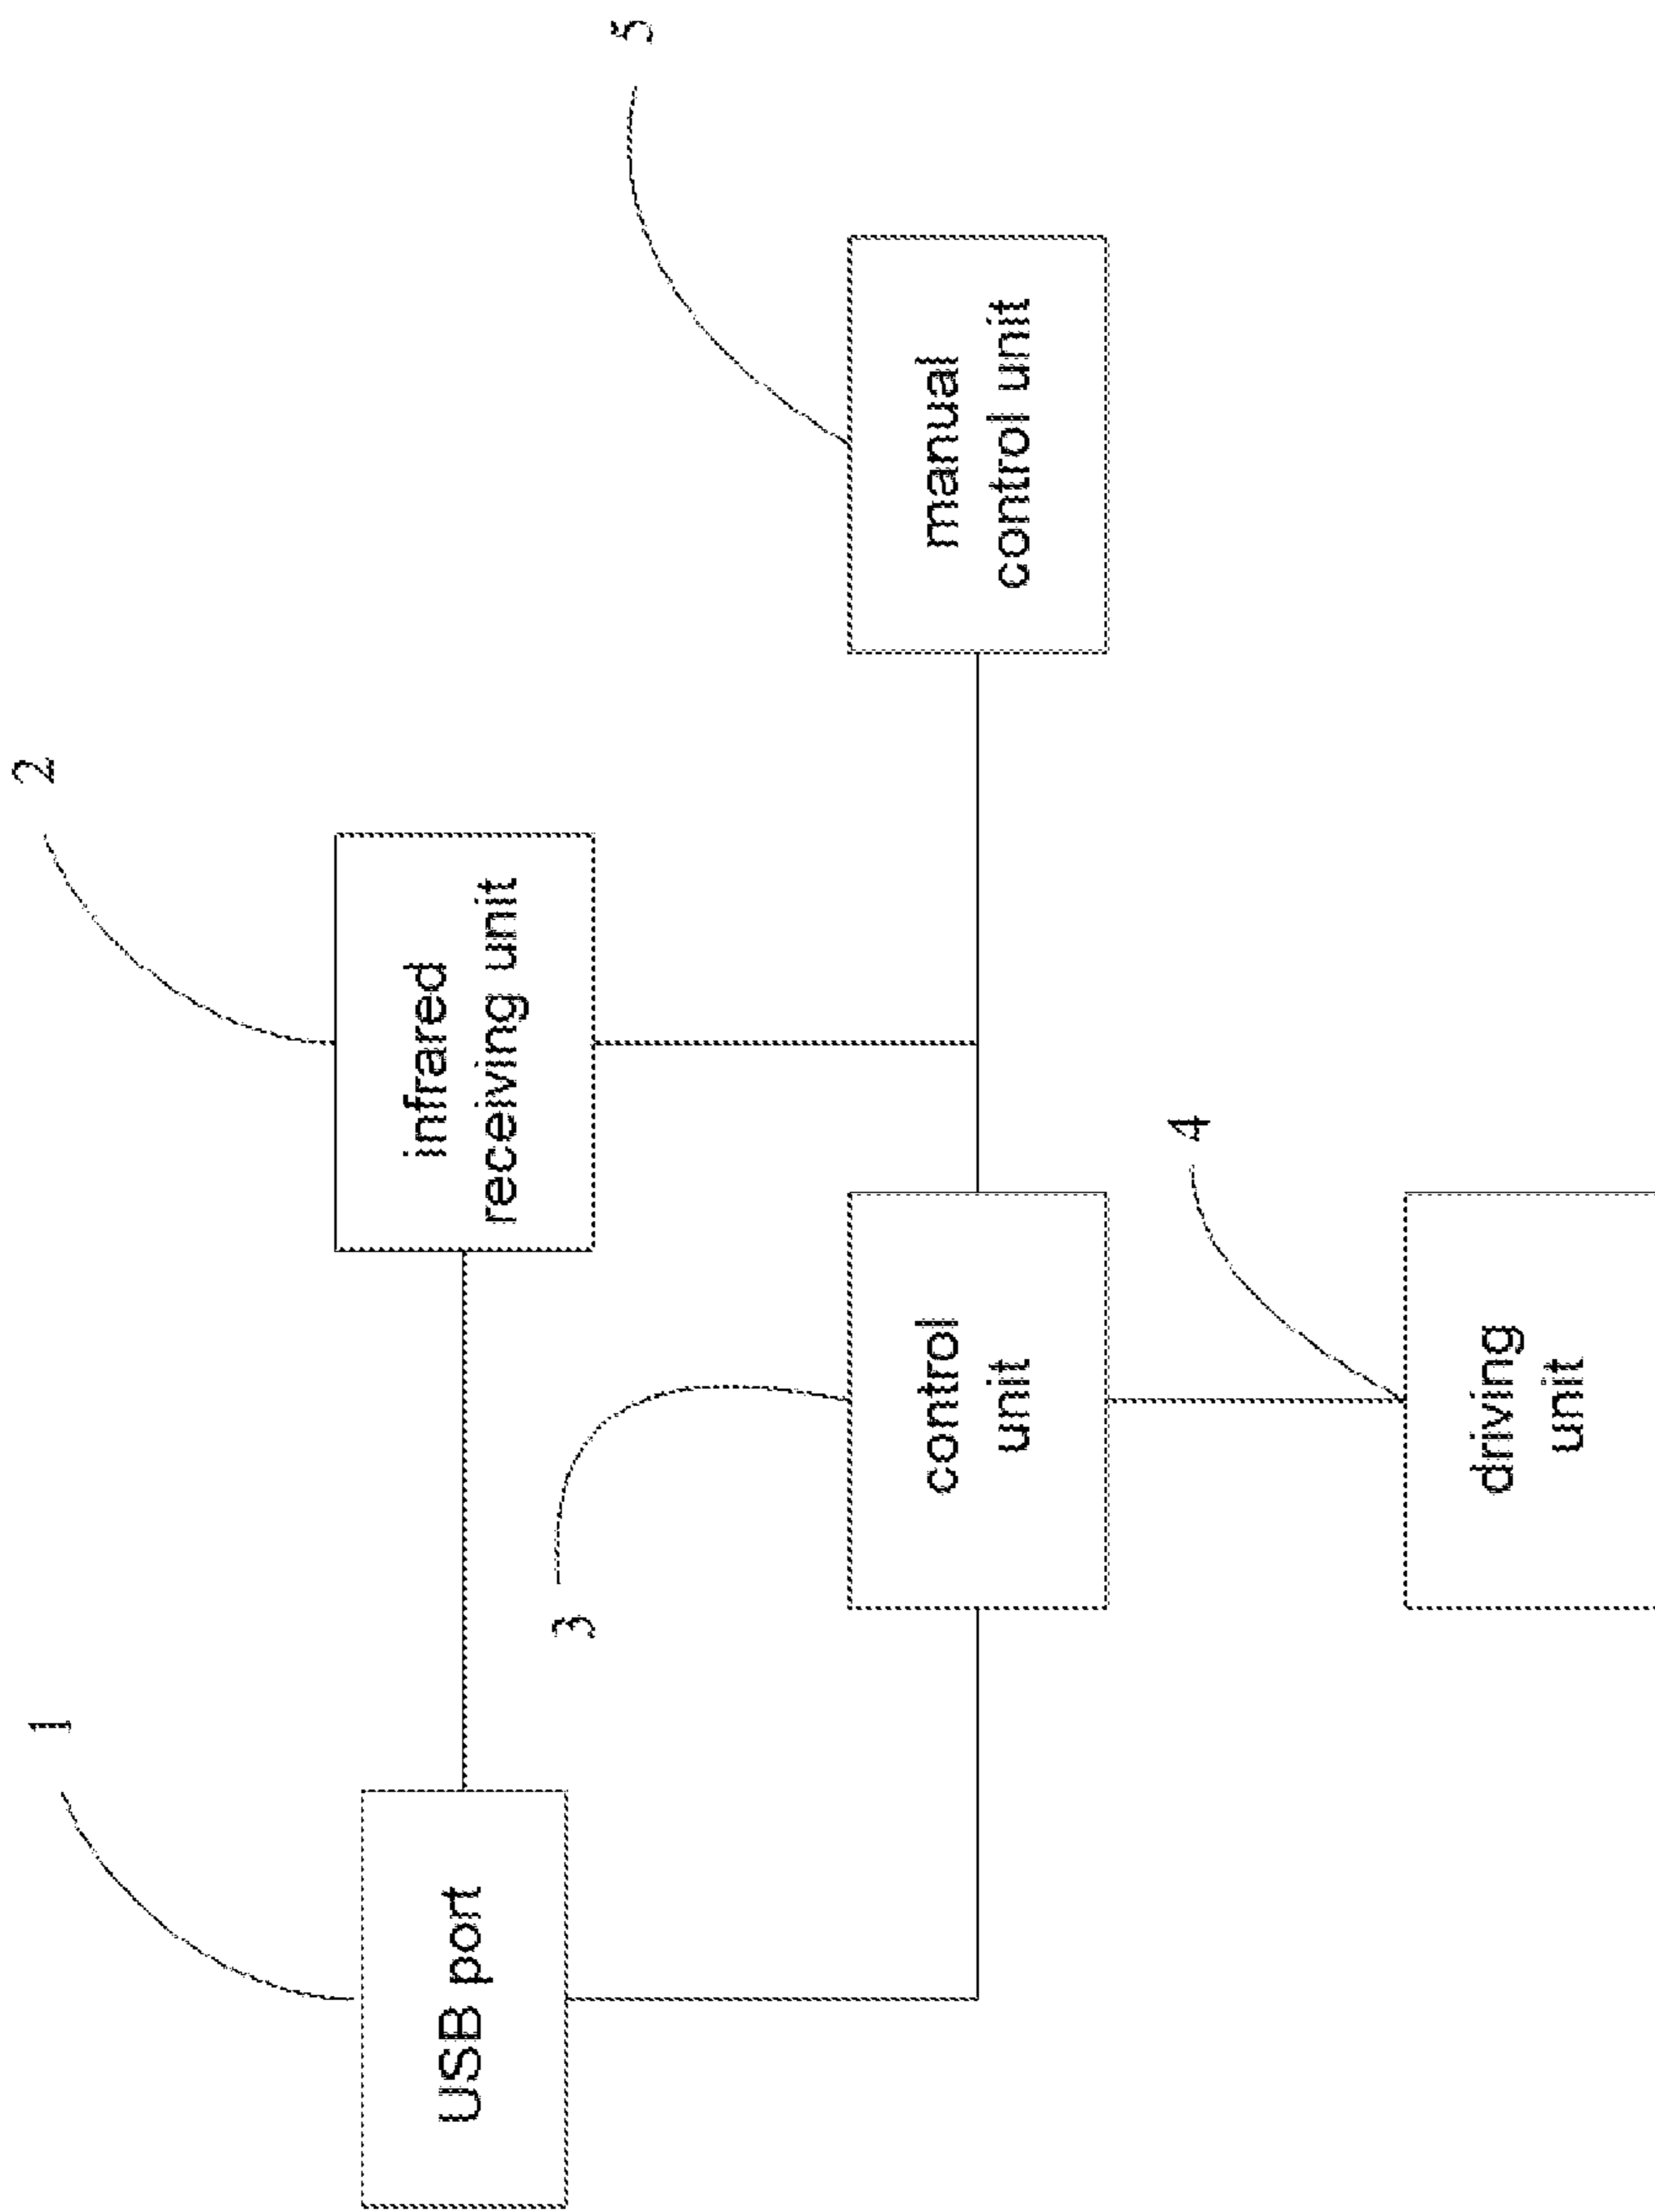 1
USB port
2
infrared
receiving unit
3
control
unit
4
driving
unit
5
manual
control unit